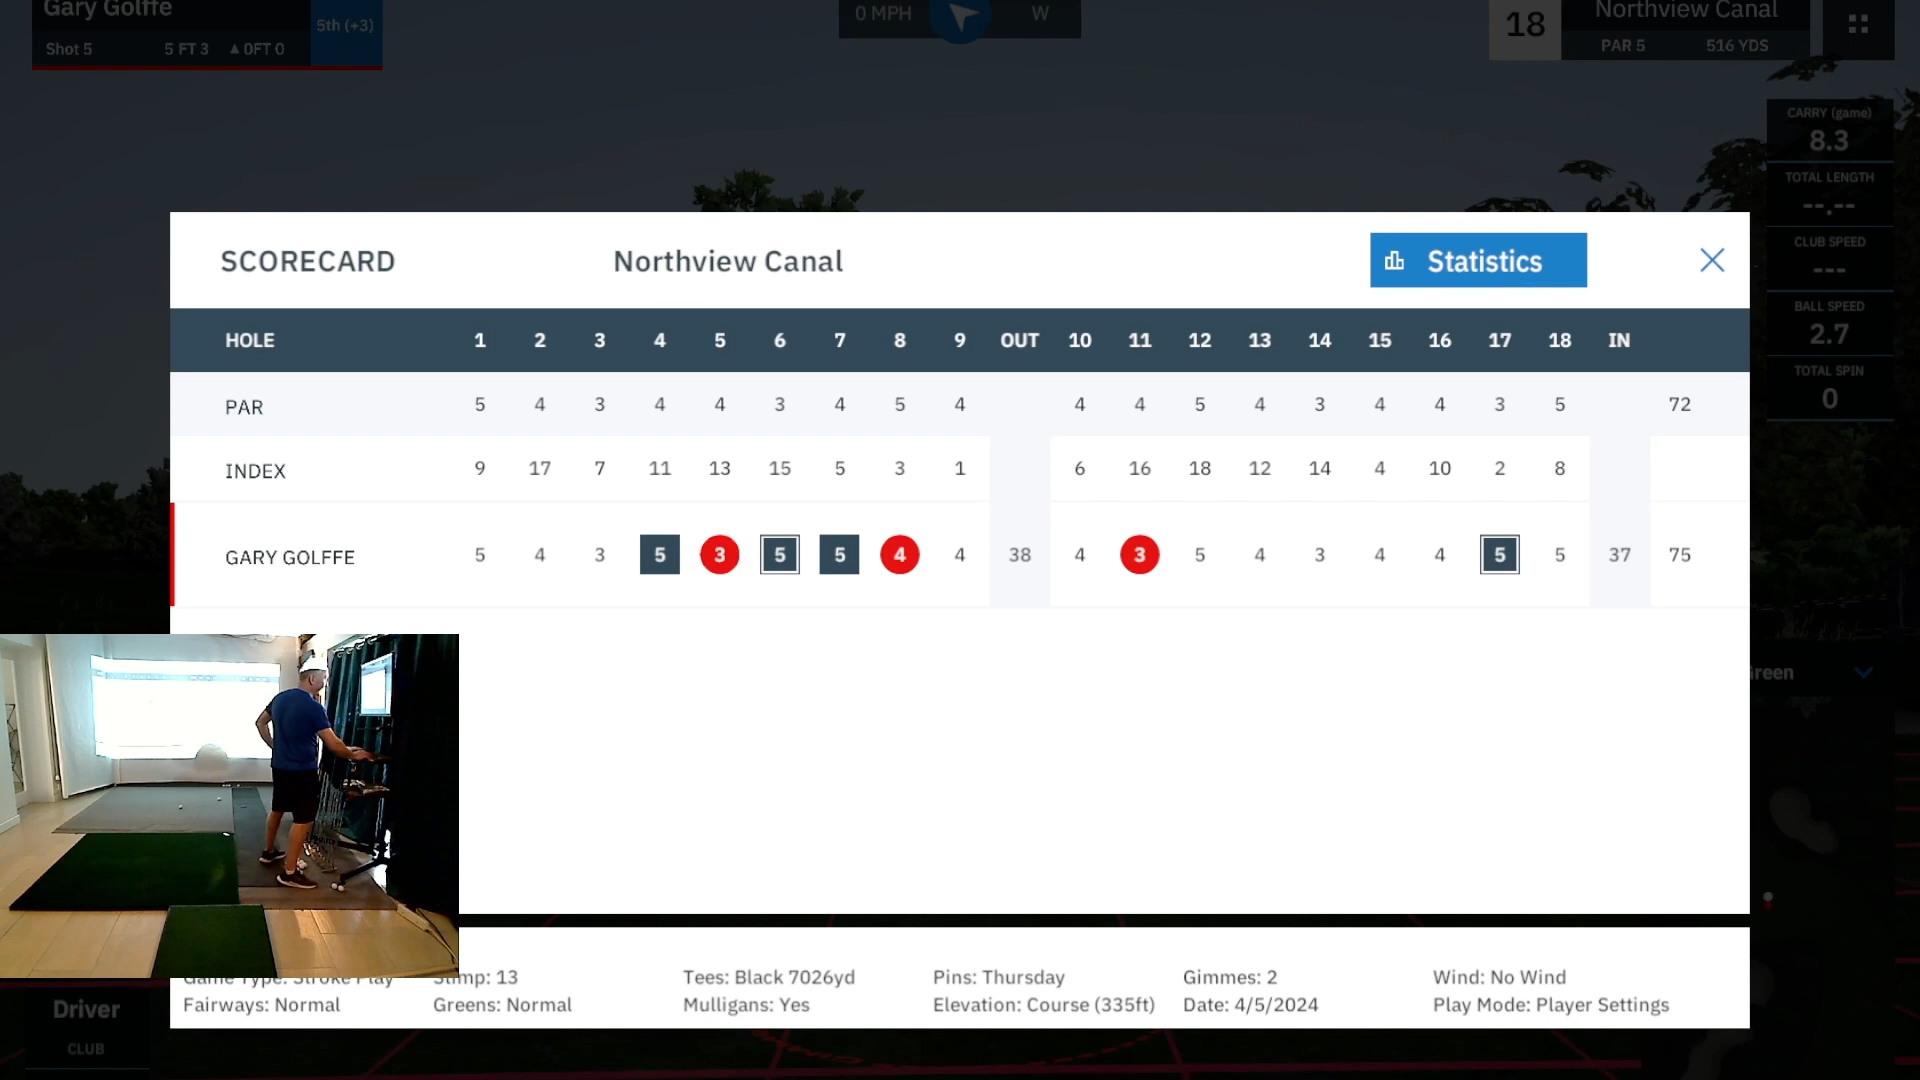 Gary Golffe
5th (+3)
Shot 5 5 FT 3 ▲ 0FT 0
0 MPH W
18 Northview Canal
PAR 5 516 YDS
CARRY (game)
8.3
TOTAL LENGTH
--.--
CLUB SPEED
---
BALL SPEED
2.7
TOTAL SPIN
0
SCORECARD Northview Canal Statistics
HOLE 1 2 3 4 5 6 7 8 9 OUT 10 11 12 13 14 15 16 17 18 IN
PAR 5 4 3 4 4 3 4 5 4 4 4 5 4 3 4 4 3 5 72
INDEX 9 17 7 11 13 15 5 3 1 6 16 18 12 14 4 10 2 8
GARY GOLFFE 5 4 3 5 3 5 5 4 4 38 4 3 5 4 3 4 4 5 5 37 75
Game Type: Stroke Play Stimp: 13 Tees: Black 7026yd Pins: Thursday Gimmes: 2 Wind: No Wind
Fairways: Normal Greens: Normal Mulligans: Yes Elevation: Course (335ft) Date: 4/5/2024 Play Mode: Player Settings
Driver
CLUB